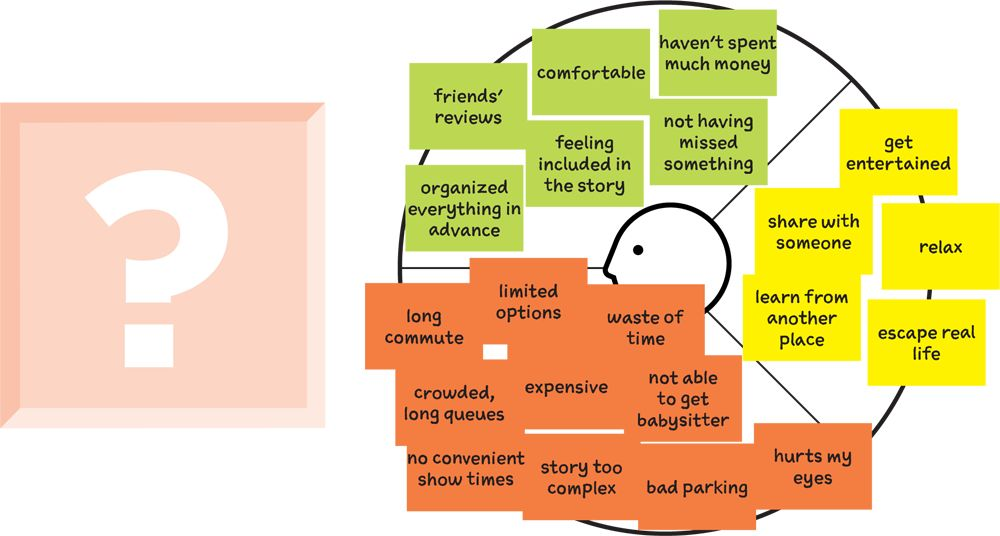 ?
haven't spent
much money
comfortable
friends'
reviews
not having
missed
something
feeling
included in
the story
organized
everything in
advance
get
entertained
share with
someone
relax
learn from
another
place
escape real
life
limited
options
long
commute
waste of
time
crowded,
long queues
expensive
not able
to get
babysitter
no convenient
show times
story too
complex
bad parking
hurts my
eyes